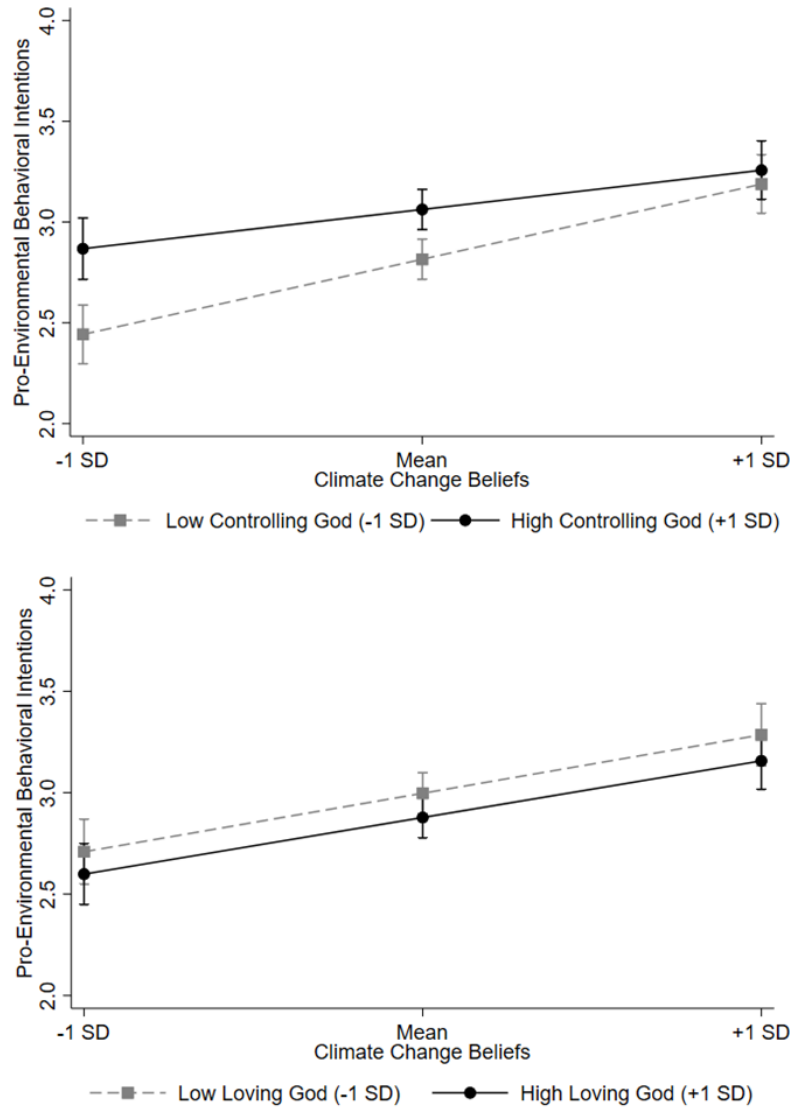 Pro-Environmental Behavioral Intentions
4.0
3.5
3.0
2.5
2.0
-1 SD
Mean
+1 SD
Climate Change Beliefs
Low Controlling God (-1 SD)
High Controlling God (+1 SD)
Pro-Environmental Behavioral Intentions
4.0
3.5
3.0
2.5
2.0
-1 SD
Mean
+1 SD
Climate Change Beliefs
Low Loving God (-1 SD)
High Loving God (+1 SD)